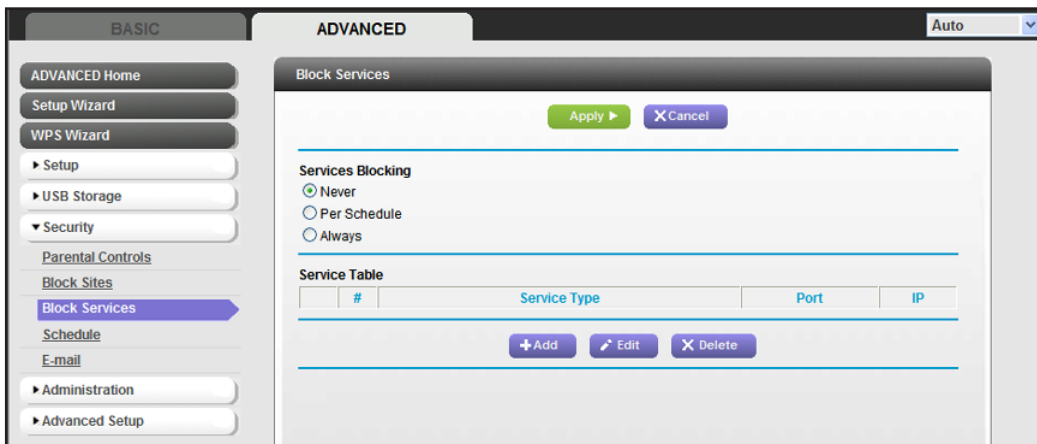 BASIC
ADVANCED
Auto
ADVANCED Home
Setup Wizard
WPS Wizard
Setup
USB Storage
Security
Parental Controls
Block Sites
Block Services
Schedule
E-mail
Administration
Advanced Setup
Block Services
Apply
Cancel
Services Blocking
Never
Per Schedule
Always
Service Table
# Service Type Port IP
Add Edit Delete